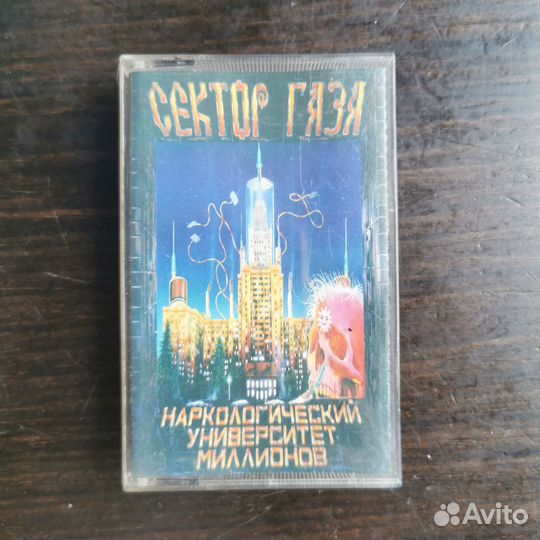 СЕКТОР ГАЗА
НАРКОЛОГИЧЕСКИЙ
УНИВЕРСИТЕТ
МИЛЛИОНОВ
Avito